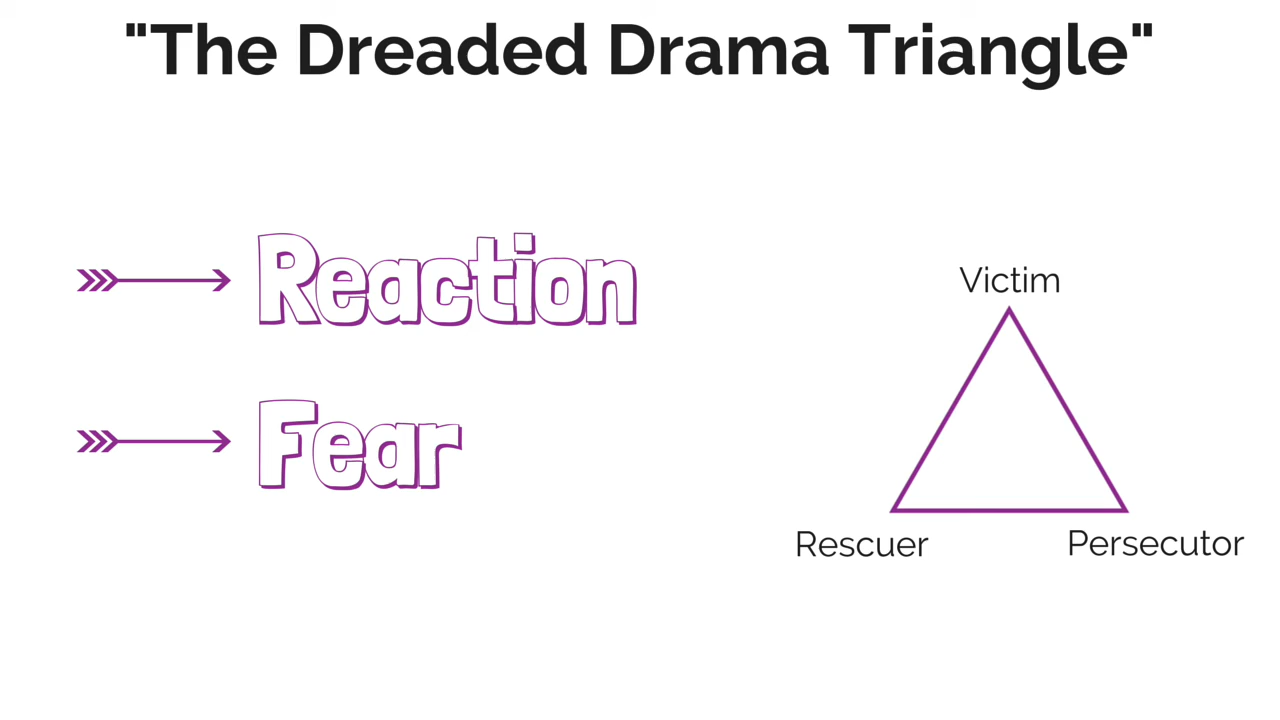 "The Dreaded Drama Triangle"
Reaction
Fear
Victim
Rescuer
Persecutor